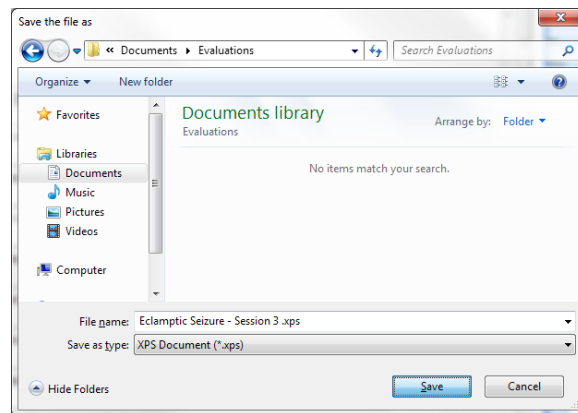 Save the file as
« Documents Evaluations
Search Evaluations
Organize
New folder
Favorites
Libraries
Documents
Music
Pictures
Videos
Computer
Documents library
Evaluations
Arrange by: Folder
No items match your search.
File name: Eclamptic Seizure - Session 3 .xps
Save as type: XPS Document (*.xps)
Hide Folders
Save
Cancel